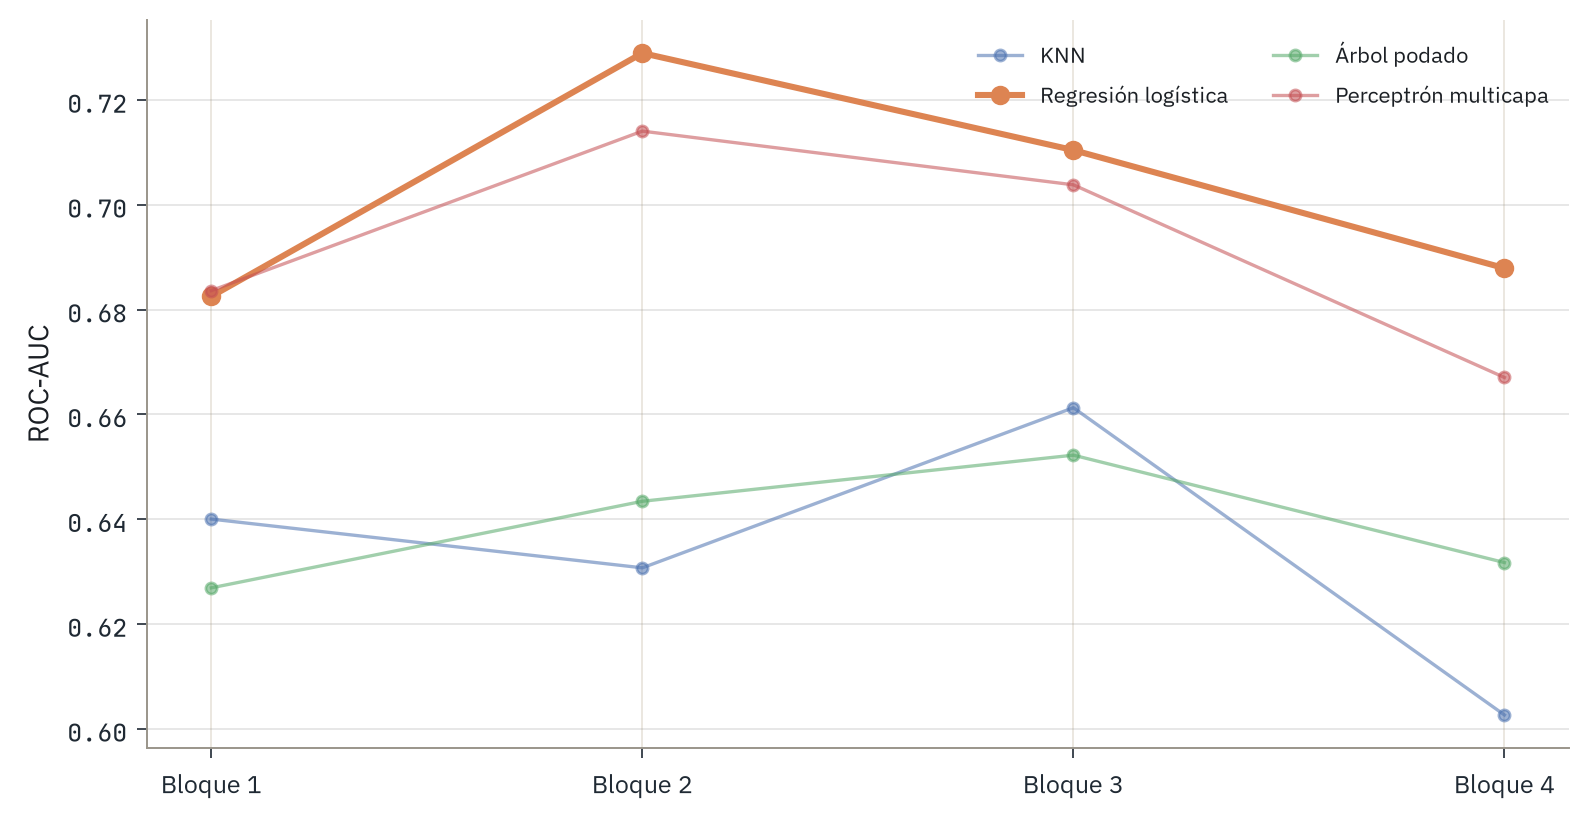 KNN
Regresión logística
Árbol podado
Perceptrón multicapa
ROC-AUC
0.72
0.70
0.68
0.66
0.64
0.62
0.60
Bloque 1
Bloque 2
Bloque 3
Bloque 4